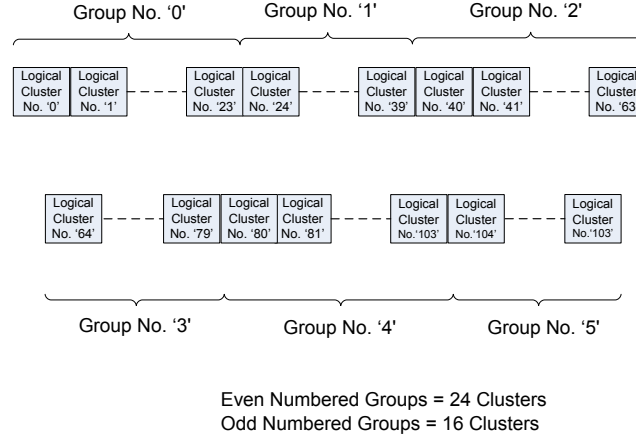 Group No. ‘0’ Group No. ‘1’ Group No. ‘2’
Logical Logical Logical Logical Logical Logical Logical Logical
Cluster Cluster Cluster Cluster Cluster Cluster Cluster Cluster
No. ‘0’ No. ‘1’ No. ‘23’ No. ‘24’ No. ‘39’ No. ‘40’ No. ‘41’ No. ‘63
Logical Logical Logical Logical Logical Logical Logical
Cluster Cluster Cluster Cluster Cluster Cluster Cluster
No. ‘64’ No. ‘79’ No. ‘80’ No. ‘81’ No.‘103’ No.‘104’ No.‘103’
Group No. ‘3’ Group No. ‘4’ Group No. ‘5’
Even Numbered Groups = 24 Clusters
Odd Numbered Groups = 16 Clusters